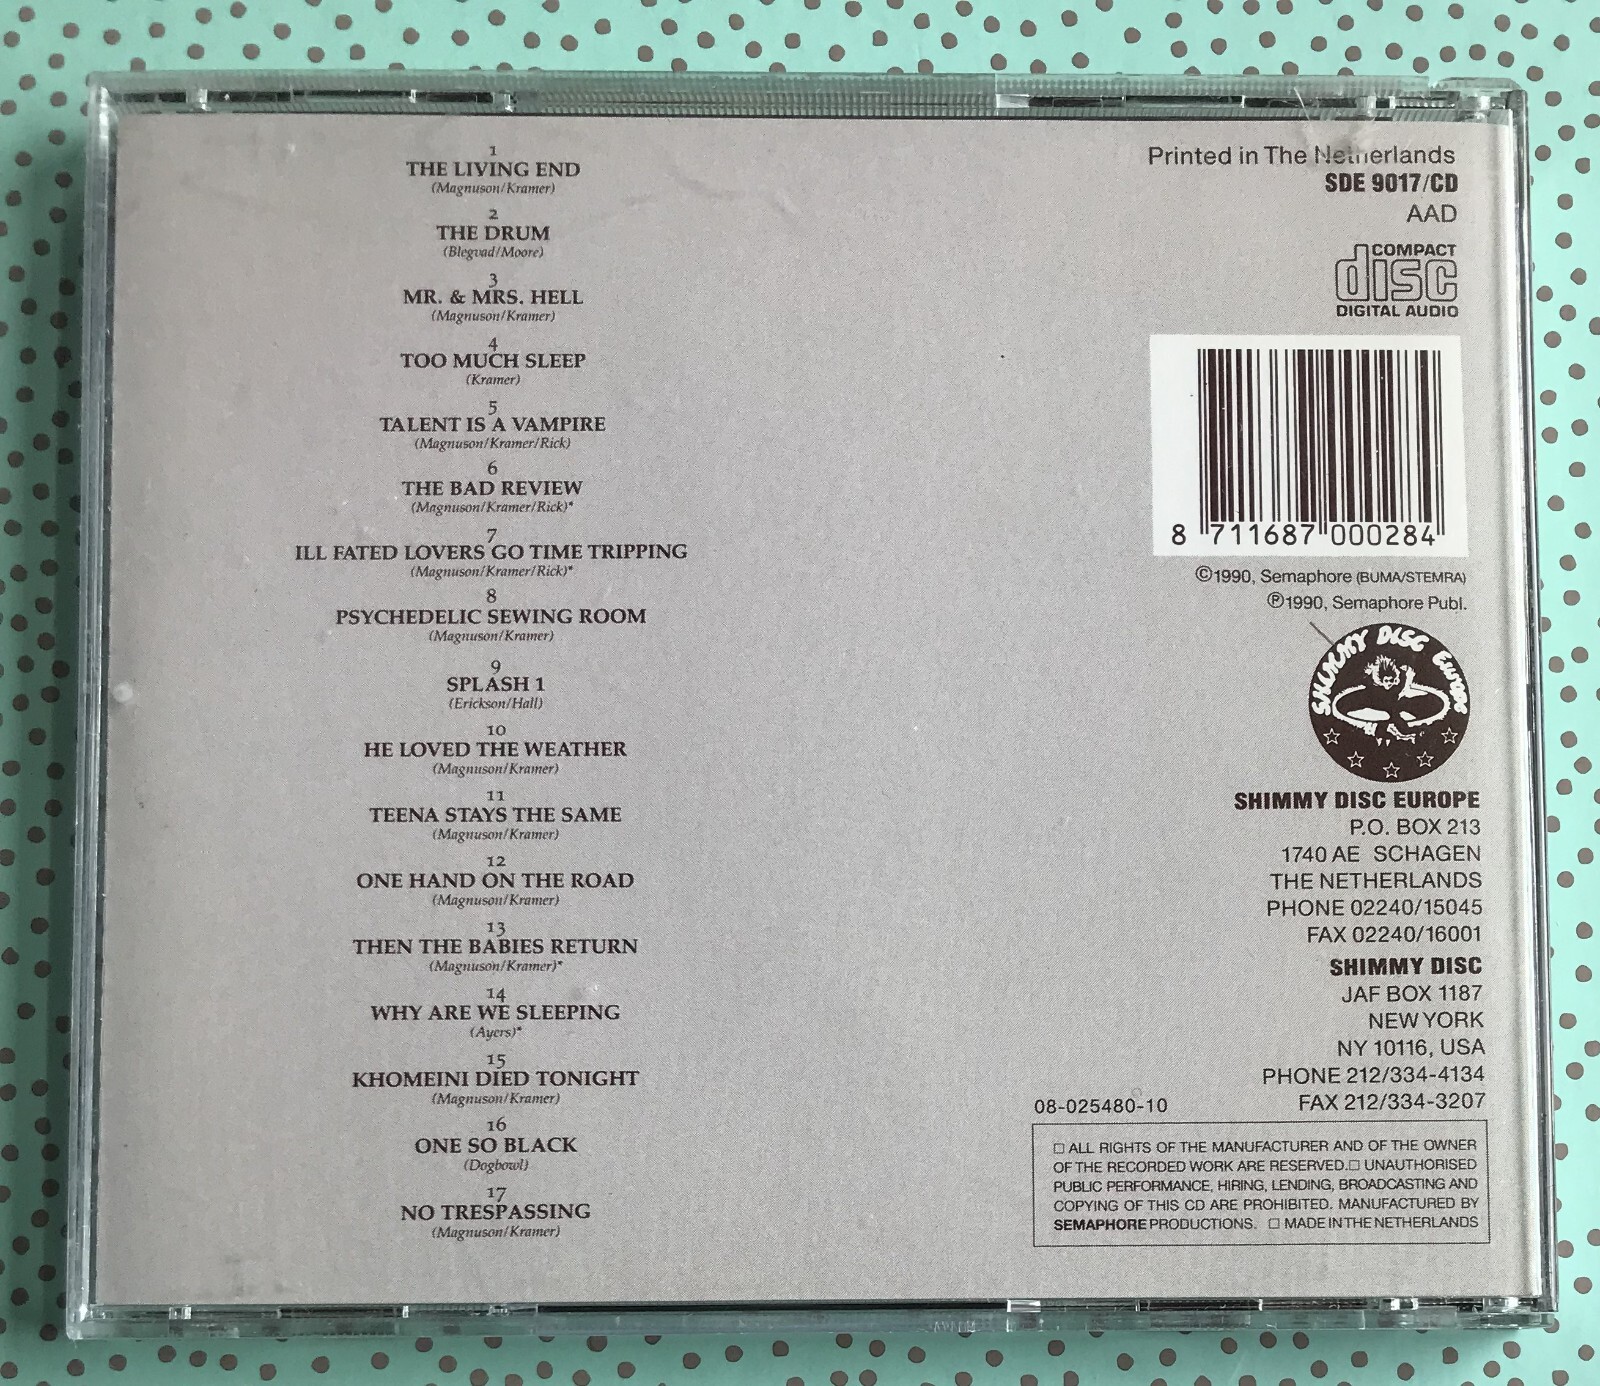 1
THE LIVING END
(Magnuson/Kramer)
2
THE DRUM
(Blegvad/Moore)
3
MR. & MRS. HELL
(Magnuson/Kramer)
4
TOO MUCH SLEEP
(Kramer)
5
TALENT IS A VAMPIRE
(Magnuson/Kramer/Rick)
6
THE BAD REVIEW
(Magnuson/Kramer/Rick)*
7
ILL FATED LOVERS GO TIME TRIPPING
(Magnuson/Kramer/Rick)*
8
PSYCHEDELIC SEWING ROOM
(Magnuson/Kramer)
9
SPLASH 1
(Erickson/Hall)
10
HE LOVED THE WEATHER
(Magnuson/Kramer)
11
TEENA STAYS THE SAME
(Magnuson/Kramer)
12
ONE HAND ON THE ROAD
(Magnuson/Kramer)
13
THEN THE BABIES RETURN
(Magnuson/Kramer)*
14
WHY ARE WE SLEEPING
(Ayers)*
15
KHOMEINI DIED TONIGHT
(Magnuson/Kramer)
16
ONE SO BLACK
(Dogbowl)
17
NO TRESPASSING
(Magnuson/Kramer)
Printed in The Netherlands
SDE 9017/CD
AAD
COMPACT
disc
DIGITAL AUDIO
8 711687 000284
©1990, Semaphore (BUMA/STEMRA)
℗1990, Semaphore Publ.
SHIMMY DISC EUROPE
SHIMMY DISC EUROPE
P.O. BOX 213
1740 AE SCHAGEN
THE NETHERLANDS
PHONE 02240/15045
FAX 02240/16001
SHIMMY DISC
JAF BOX 1187
NEW YORK
NY 10116, USA
PHONE 212/334-4134
FAX 212/334-3207
08-025480-10
□ ALL RIGHTS OF THE MANUFACTURER AND OF THE OWNER
OF THE RECORDED WORK ARE RESERVED.□ UNAUTHORISED
PUBLIC PERFORMANCE, HIRING, LENDING, BROADCASTING AND
COPYING OF THIS CD ARE PROHIBITED. MANUFACTURED BY
SEMAPHORE PRODUCTIONS. □ MADE IN THE NETHERLANDS